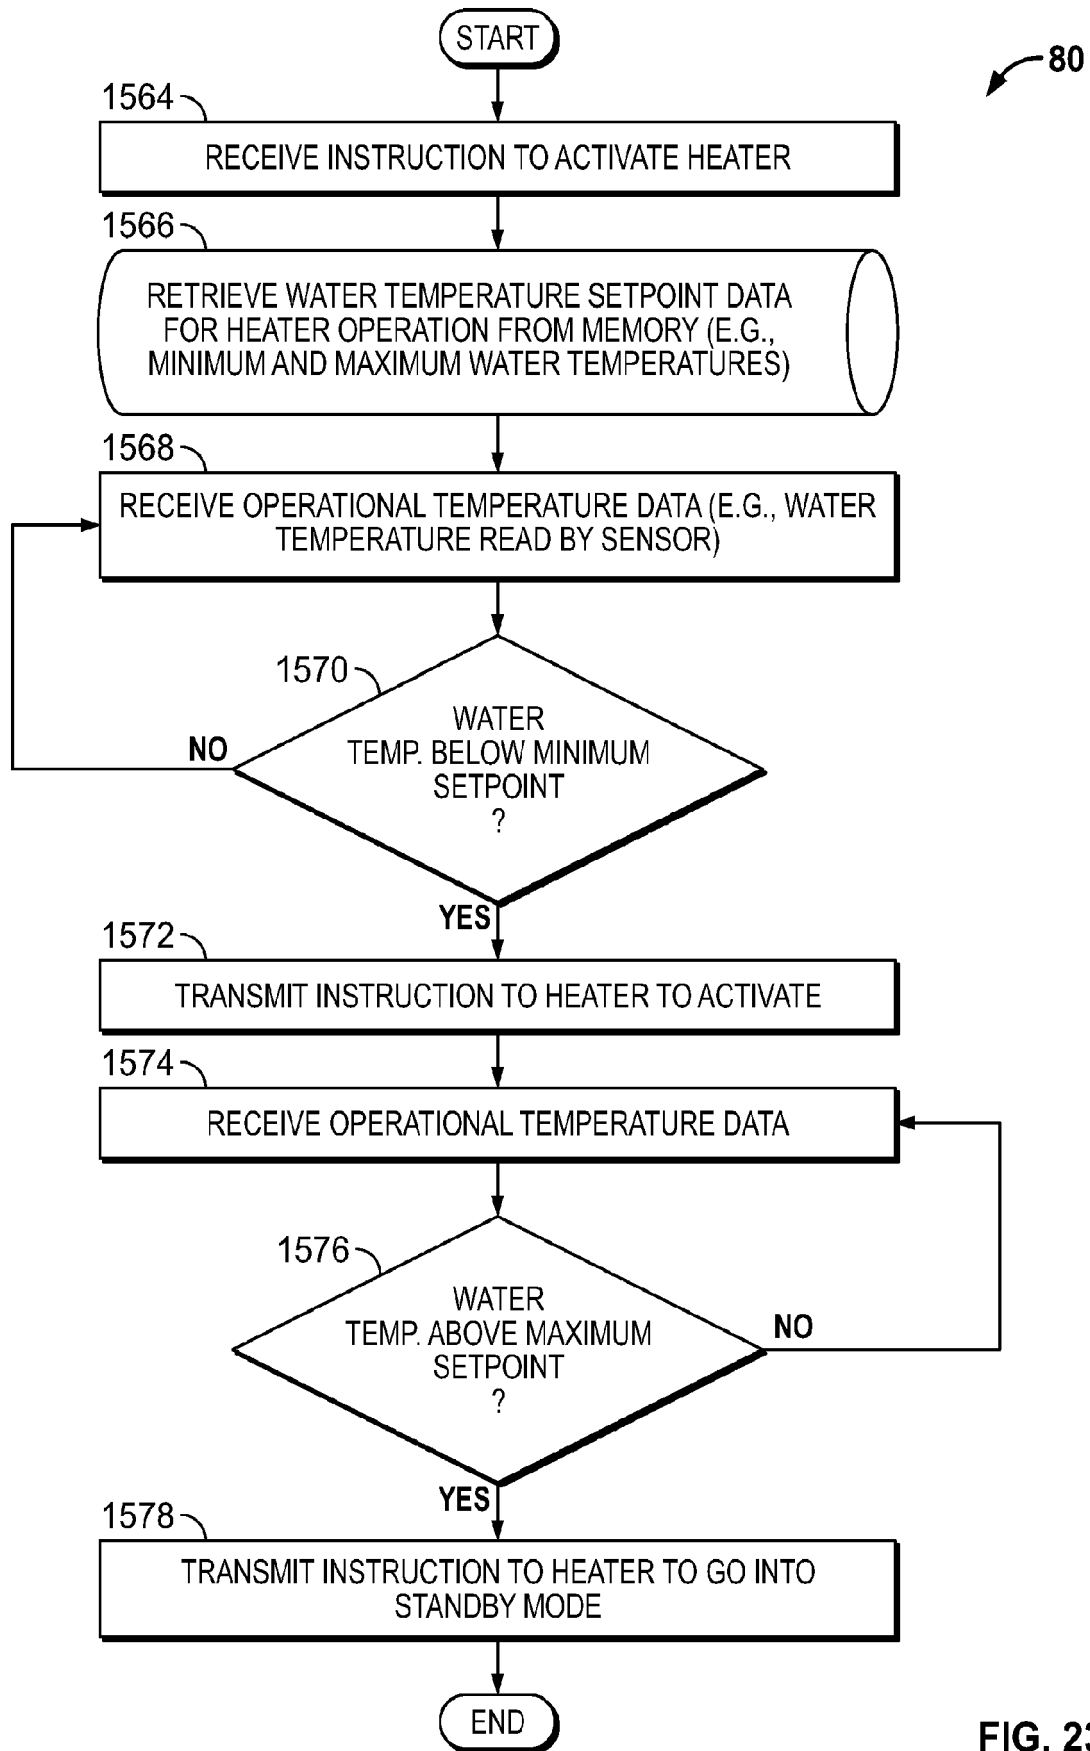 START
80
1564
RECEIVE INSTRUCTION TO ACTIVATE HEATER
1566
RETRIEVE WATER TEMPERATURE SETPOINT DATA
FOR HEATER OPERATION FROM MEMORY (E.G.,
MINIMUM AND MAXIMUM WATER TEMPERATURES)
1568
RECEIVE OPERATIONAL TEMPERATURE DATA (E.G., WATER
TEMPERATURE READ BY SENSOR)
1570
WATER
TEMP. BELOW MINIMUM
SETPOINT
?
NO
YES
1572
TRANSMIT INSTRUCTION TO HEATER TO ACTIVATE
1574
RECEIVE OPERATIONAL TEMPERATURE DATA
1576
WATER
TEMP. ABOVE MAXIMUM
SETPOINT
?
NO
YES
1578
TRANSMIT INSTRUCTION TO HEATER TO GO INTO
STANDBY MODE
END
FIG. 23